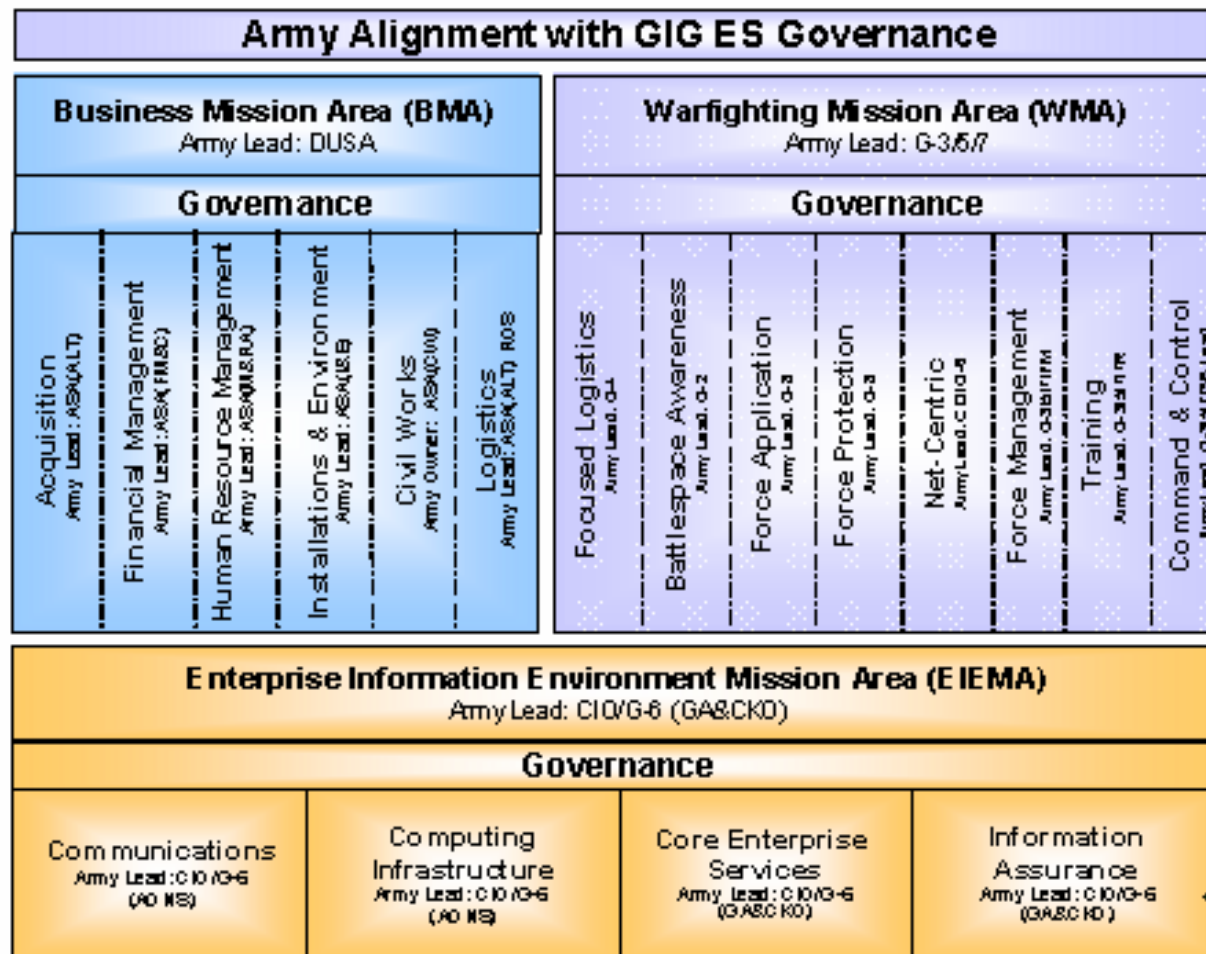 Army Alignment with GIG ES Governance
Business Mission Area (BMA)
Army Lead: DUSA
Governance
Acquisition
Army Lead: ASA(ALT)
Financial Management
Army Lead: ASA(FM&C)
Human Resource Management
Army Lead: ASA(M&RA)
Installations & Environment
Army Lead: ASA(I&E)
Civil Works
Army Owner: ASA(CW)
Logistics
Army Lead: ASA(ALT)
Warfighting Mission Area (WMA)
Army Lead: G-3/5/7
Governance
Focused Logistics
Army Lead: G-4
Battlespace Awareness
Army Lead: G-2
Force Application
Army Lead: G-3
Force Protection
Army Lead: G-3
Net-Centric
Army Lead: CIO/G-6
Force Management
Army Lead:
Training
Army Lead:
Command & Control
Enterprise Information Environment Mission Area (EIEMA)
Army Lead: CIO/G-6 (GA&CKO)
Governance
Communications
Army Lead: CIO/G-6
Computing
Infrastructure
Army Lead: CIO/G-6
Core Enterprise
Services
Army Lead: CIO/G-6
(GA&CKO)
Information
Assurance
Army Lead: CIO/G-6
(GA&CKO)